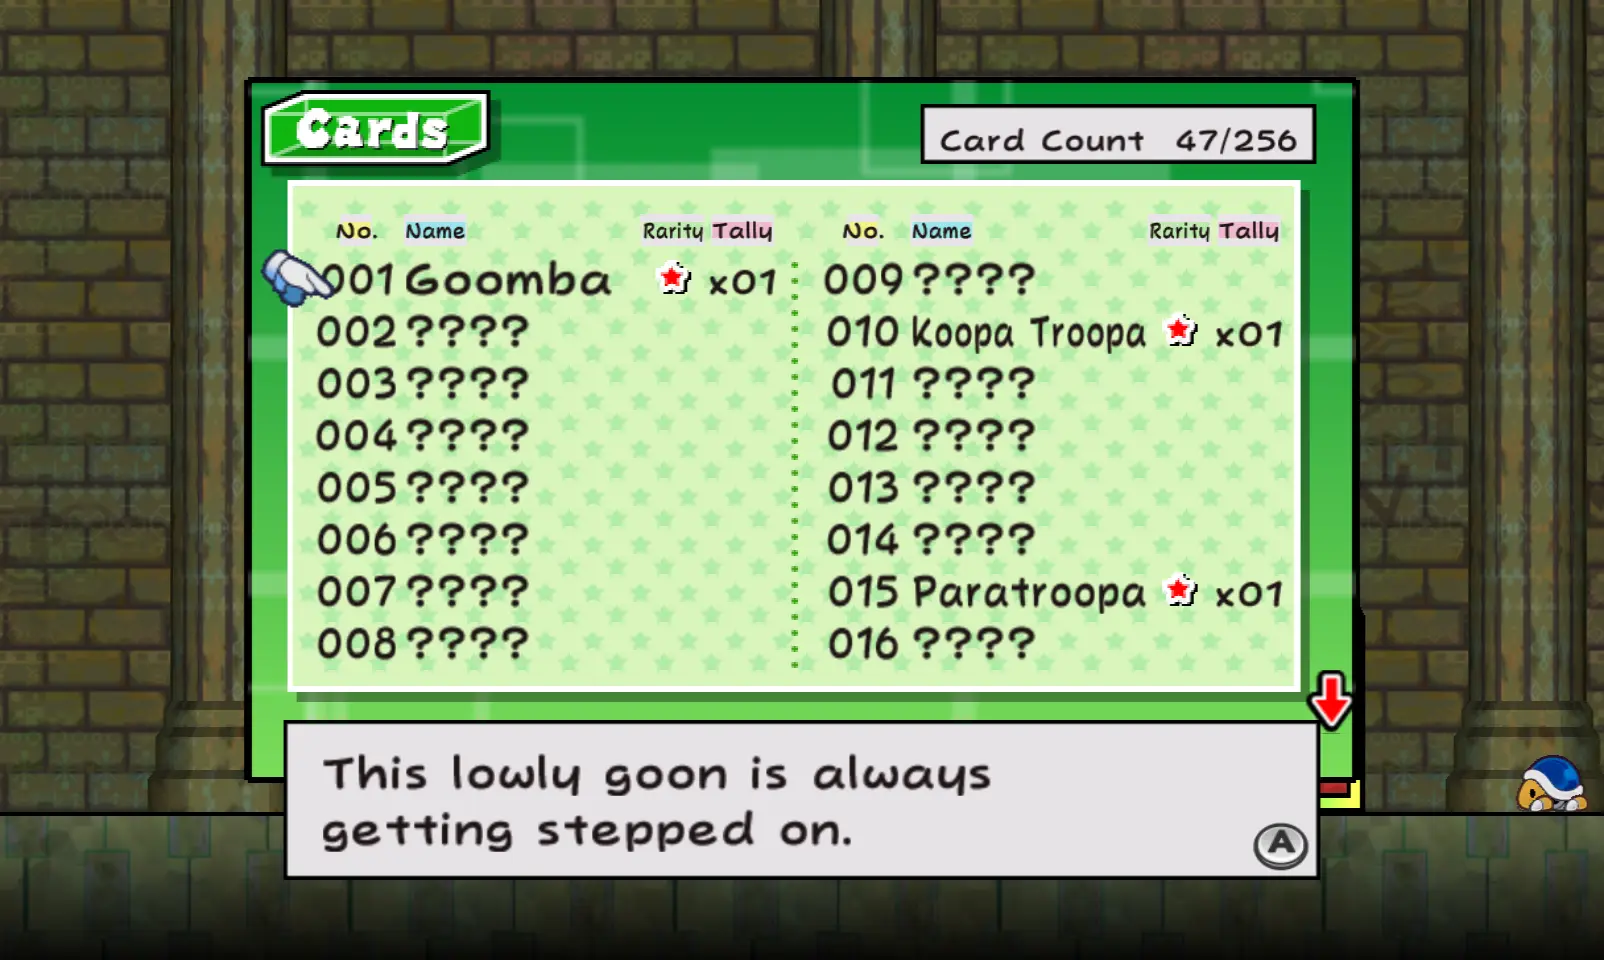 Cards
Card Count 47/256
No. Name Rarity Tally
001 Goomba x01
002 ????
003 ????
004 ????
005 ????
006 ????
007 ????
008 ????
No. Name Rarity Tally
009 ????
010 Koopa Troopa x01
011 ????
012 ????
013 ????
014 ????
015 Paratroopa x01
016 ????
This lowly goon is always
getting stepped on.
A